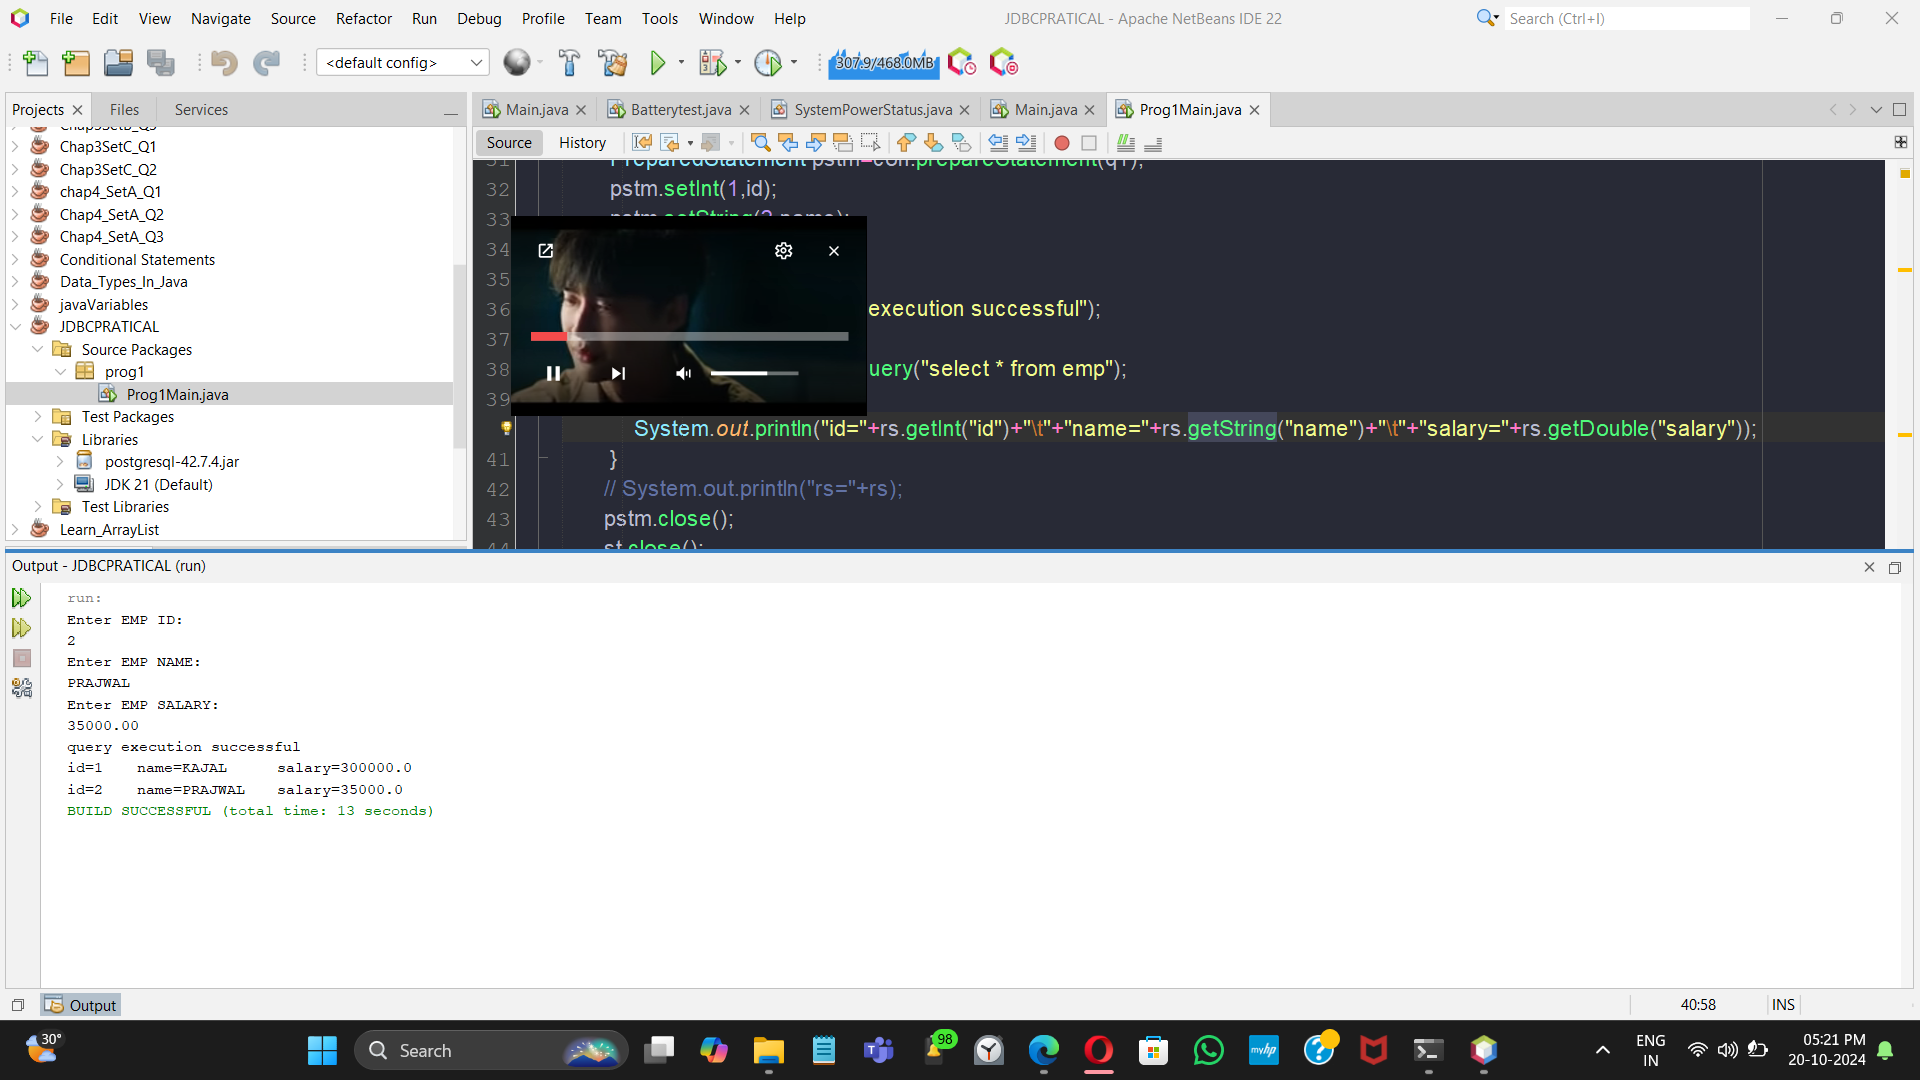 File Edit View Navigate Source Refactor Run Debug Profile Team Tools Window Help
JDBCPRATICAL - Apache NetBeans IDE 22
Search (Ctrl+I)
<default config>
307.9/468.0MB
Projects Files Services
Main.java Batterytest.java SystemPowerStatus.java Main.java Prog1Main.java
Source History
Chap3SetB_Q3
Chap3SetC_Q1
Chap3SetC_Q2
chap4_SetA_Q1
Chap4_SetA_Q2
Chap4_SetA_Q3
Conditional Statements
Data_Types_In_Java
javaVariables
JDBCPRATICAL
Source Packages
prog1
Prog1Main.java
Test Packages
Libraries
postgresql-42.7.4.jar
JDK 21 (Default)
Test Libraries
Learn_ArrayList
31 PreparedStatement pstm=con.prepareStatement(q1);
32 pstm.setInt(1,id);
33 pstm.setString(2,name);
34
35
36 execution successful");
37
38 uery("select * from emp");
39
System.out.println("id="+rs.getInt("id")+"\t"+"name="+rs.getString("name")+"\t"+"salary="+rs.getDouble("salary"));
41 }
42 // System.out.println("rs="+rs);
43 pstm.close();
44 st.close();
Output - JDBCPRATICAL (run)
run:
Enter EMP ID:
2
Enter EMP NAME:
PRAJWAL
Enter EMP SALARY:
35000.00
query execution successful
id=1 name=KAJAL salary=300000.0
id=2 name=PRAJWAL salary=35000.0
BUILD SUCCESSFUL (total time: 13 seconds)
Output
40:58 INS
30°
Search
98
myhp
ENG
IN
05:21 PM
20-10-2024